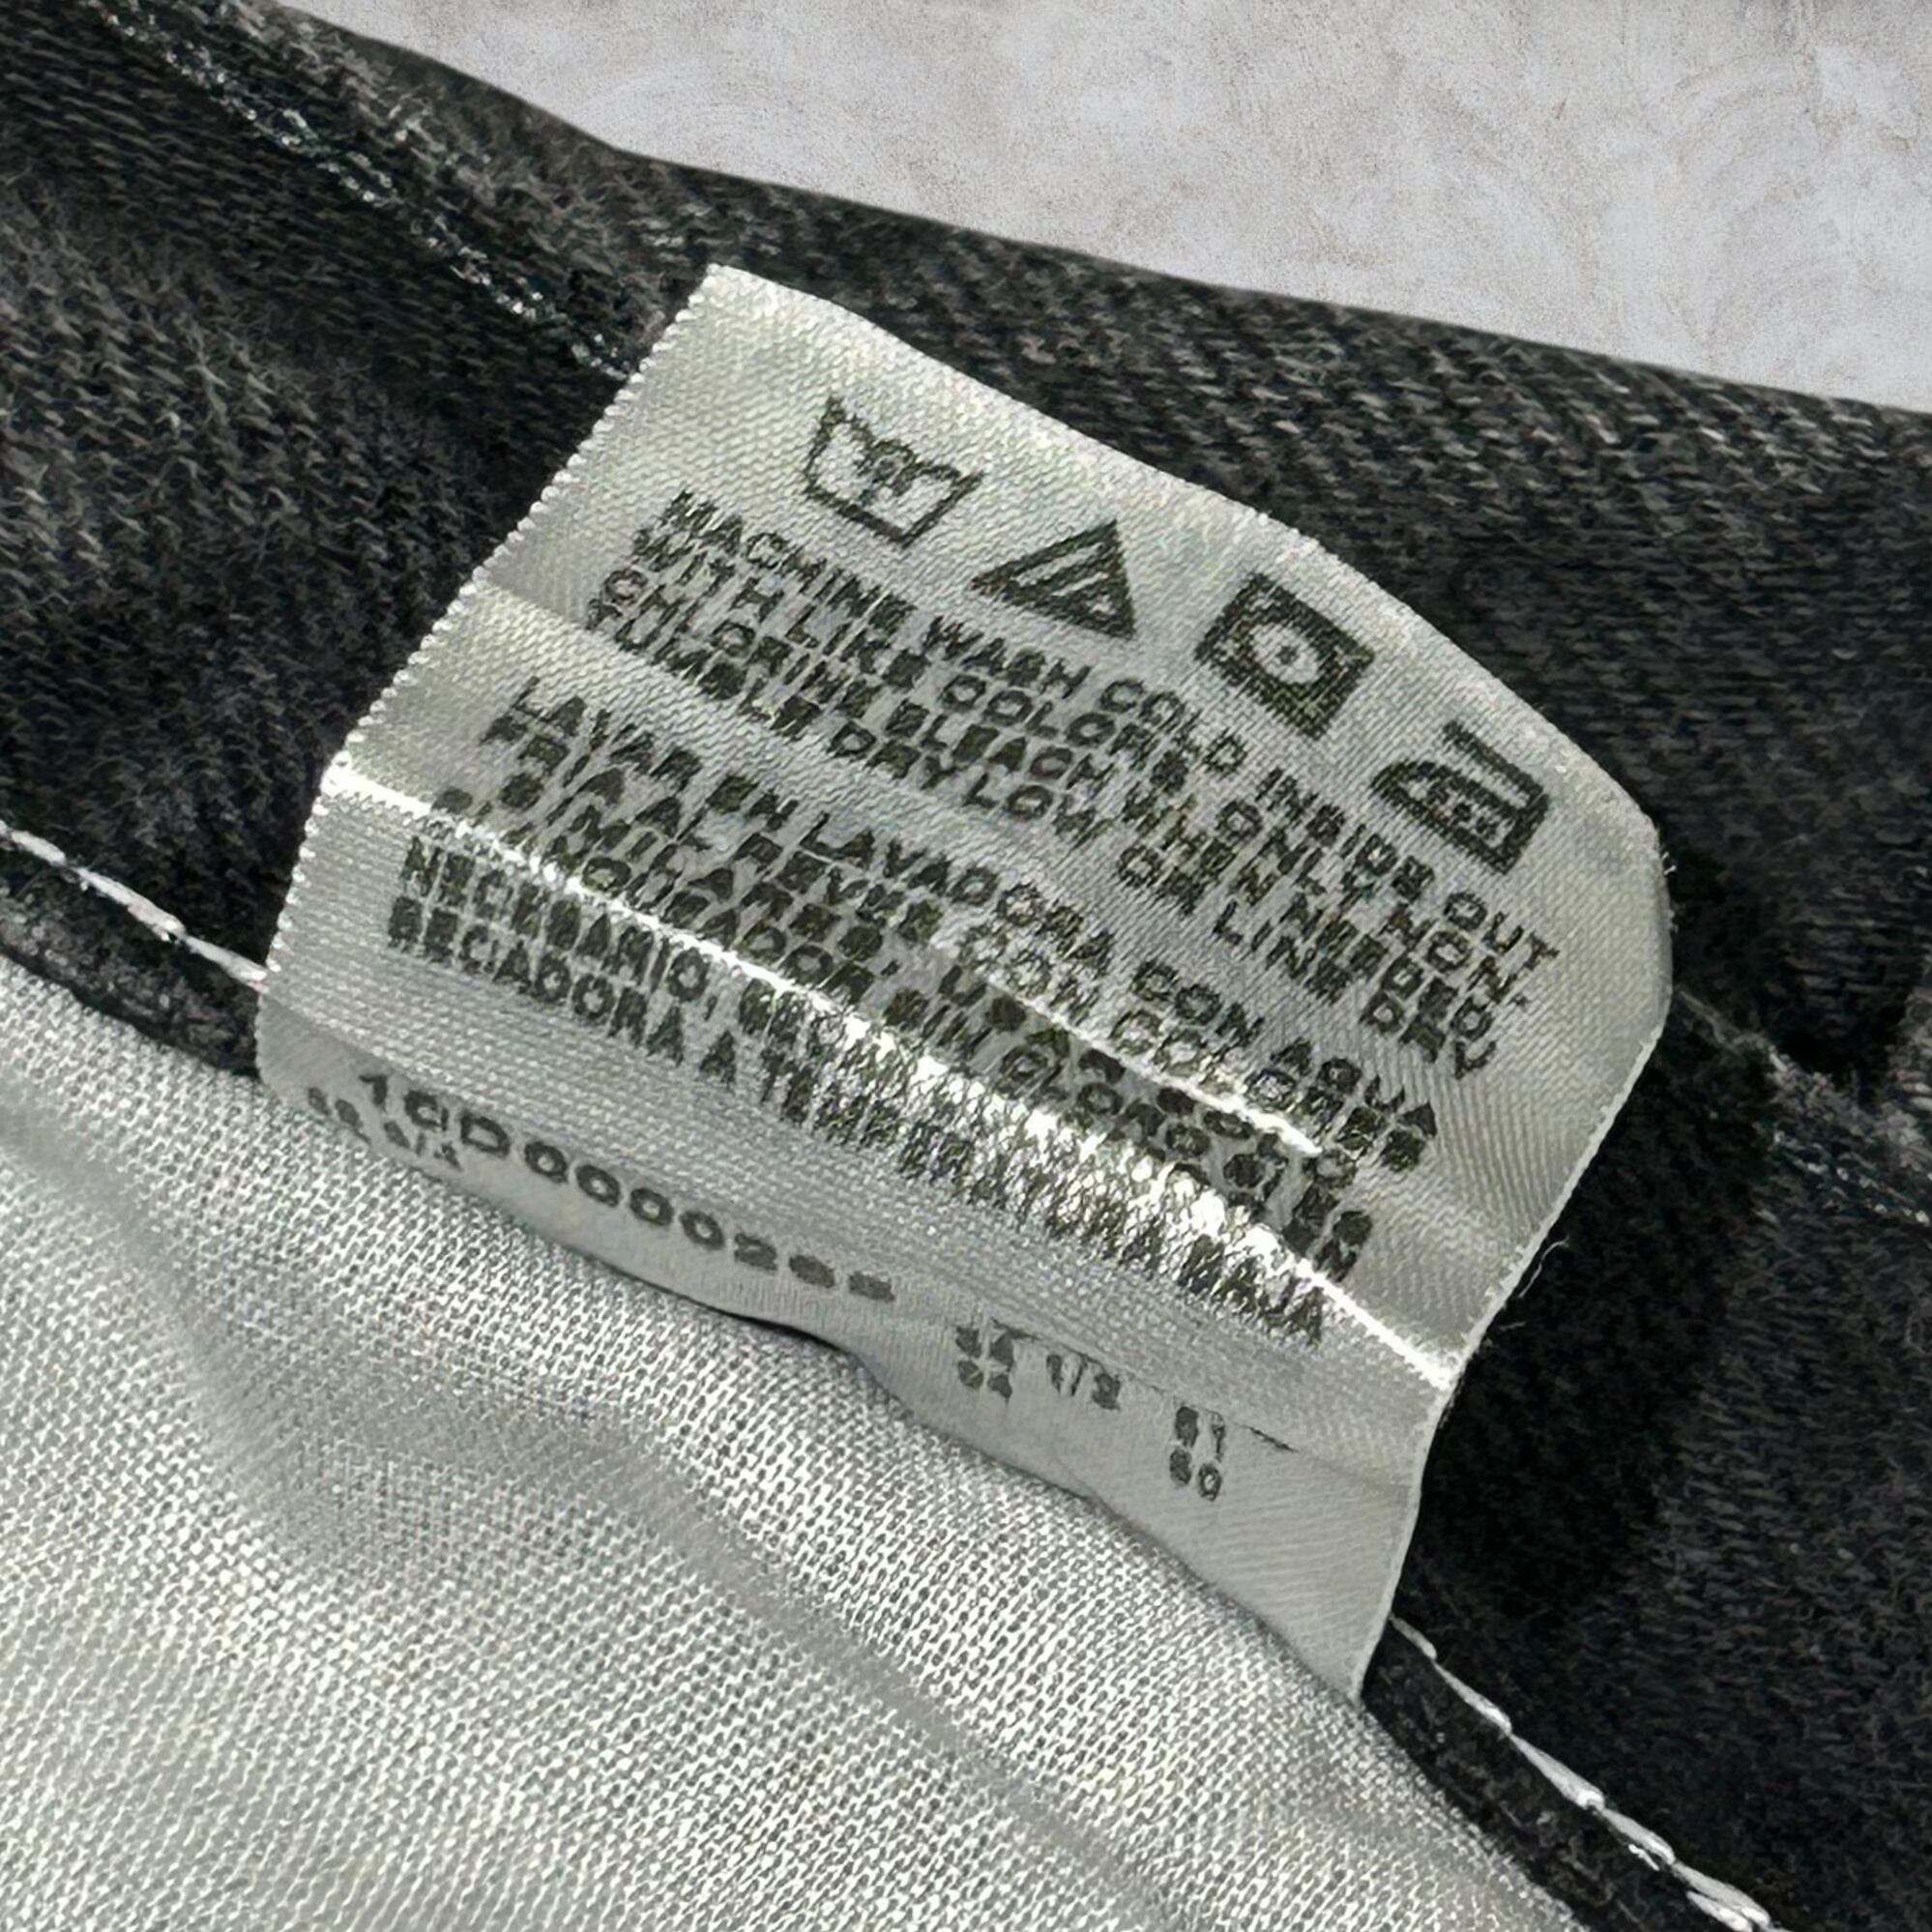 MACHINE WASH COLD INSIDE OUT
WITH LIKE COLORS, ONLY NON-
CHLORINE BLEACH WHEN NEEDED,
TUMBLE DRY LOW OR LINE DRY
LAVAR EN LAVADORA CON AGUA
FRIA AL REVES CON COLORES
SIMILARES, USAR SOLO
BLANQUEADOR SIN CLORO SI ES
NECESARIO, SECAR EN
SECADORA A TEMPERATURA BAJA